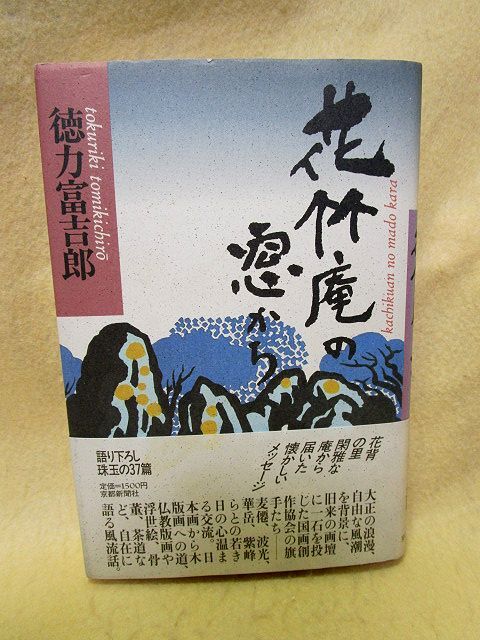 花竹庵の
窓から
kachikuan no mado kara
tokuriki tomikichirō
徳力富吉郎
花背
の里
閑雅な
庵から
届いた
懐かしい
メッセージ
大正の浪漫、
自由な風潮
を背景に、
旧来の画壇
に一石を投
じた国画創
作協会の旗
手たち――
麦僊、波光、
華岳、紫峰
らとの若き
日の心温ま
る交流。日
本画から木
版画への道、
仏教版画や
浮世絵、骨
董、茶道な
ど、自在に
語る風流話。
語り下ろし
珠玉の37篇
定価=1500円
京都新聞社